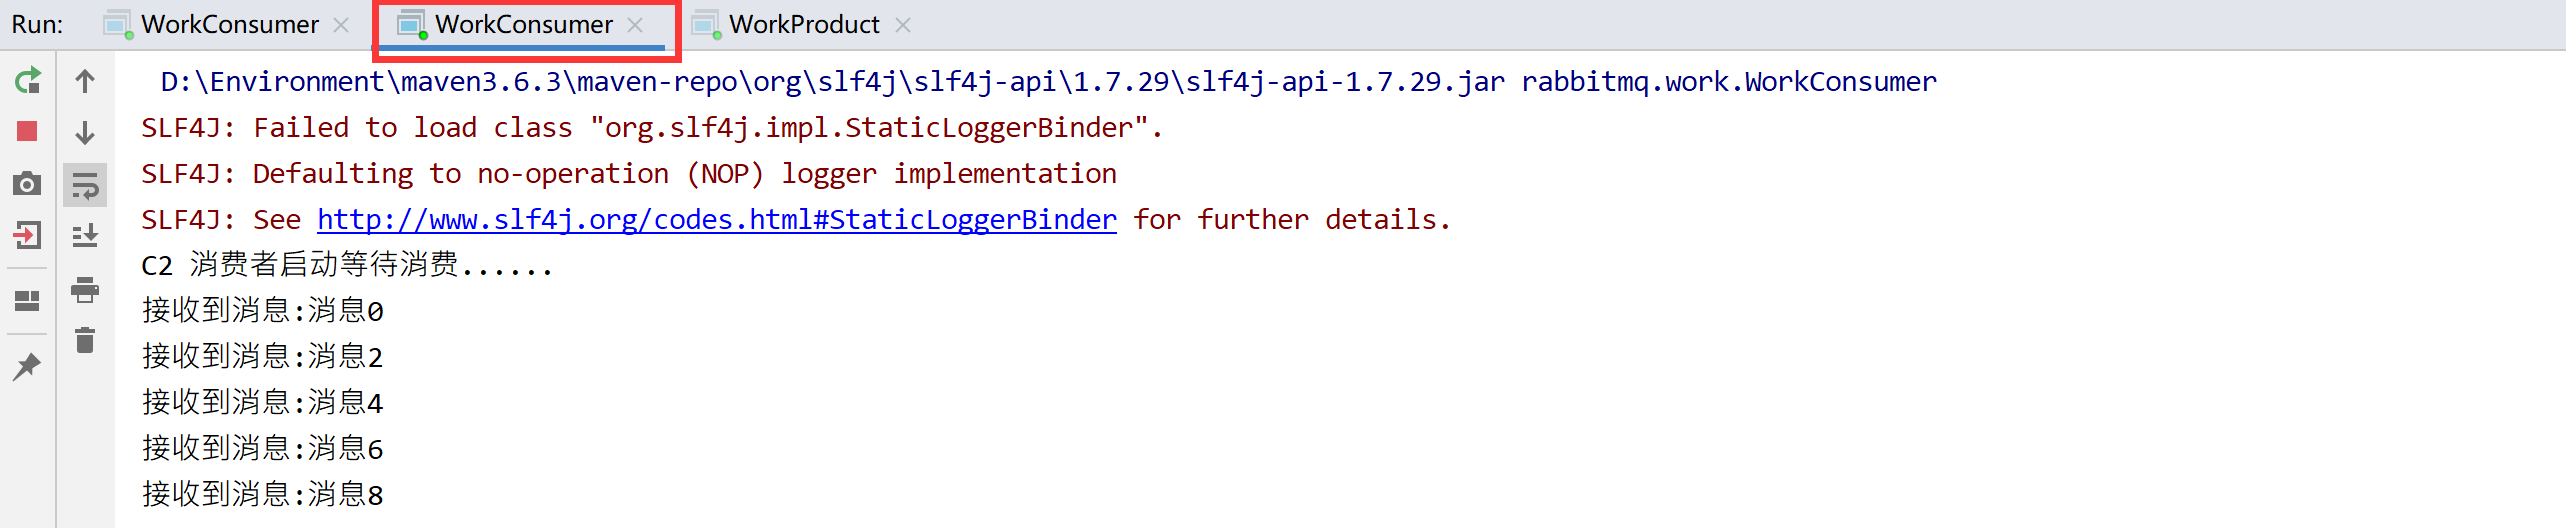 Run: WorkConsumer WorkConsumer WorkProduct
D:\Environment\maven3.6.3\maven-repo\org\slf4j\slf4j-api\1.7.29\slf4j-api-1.7.29.jar rabbitmq.work.WorkConsumer
SLF4J: Failed to load class "org.slf4j.impl.StaticLoggerBinder".
SLF4J: Defaulting to no-operation (NOP) logger implementation
SLF4J: See http://www.slf4j.org/codes.html#StaticLoggerBinder for further details.
C2 消费者启动等待消费......
接收到消息:消息0
接收到消息:消息2
接收到消息:消息4
接收到消息:消息6
接收到消息:消息8